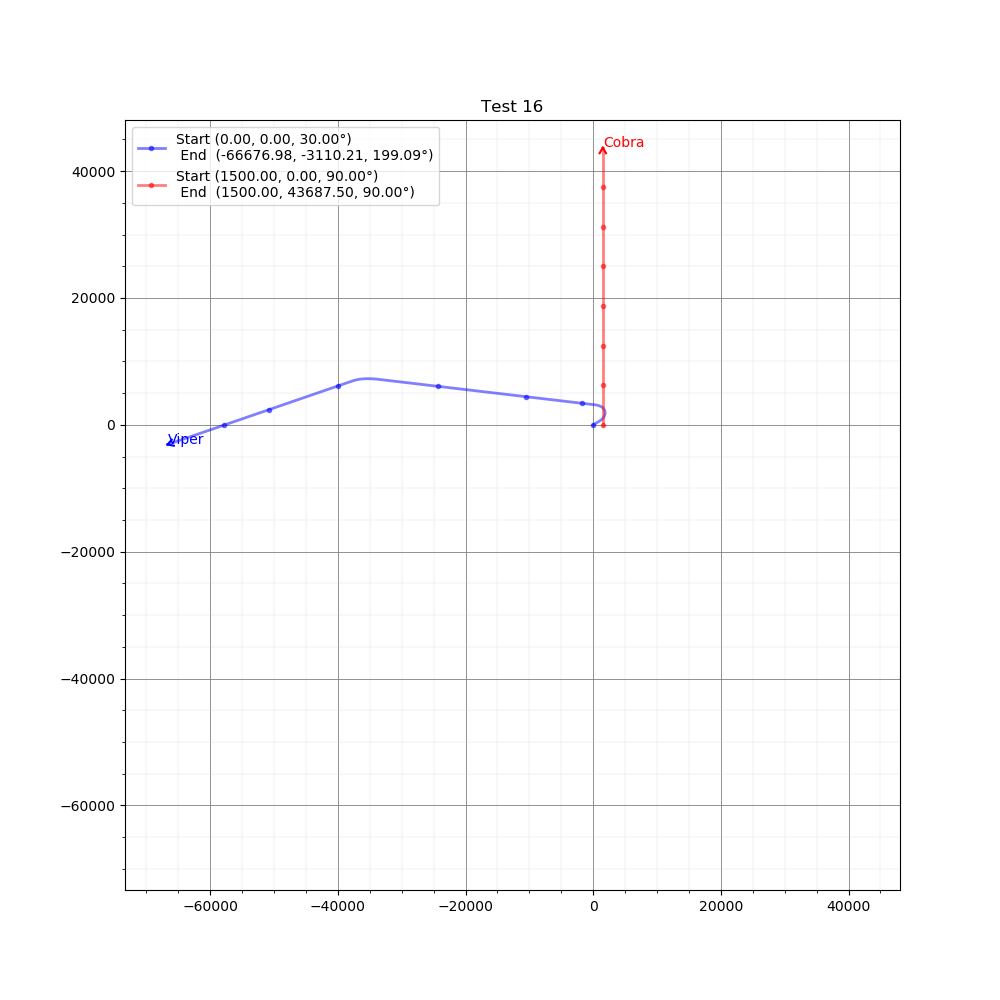 Test 16
Start (0.00, 0.00, 30.00°)
End (-66676.98, -3110.21, 199.09°)
Start (1500.00, 0.00, 90.00°)
End (1500.00, 43687.50, 90.00°)
Cobra
Viper
40000
20000
0
−20000
−40000
−60000
−60000 −40000 −20000 0 20000 40000